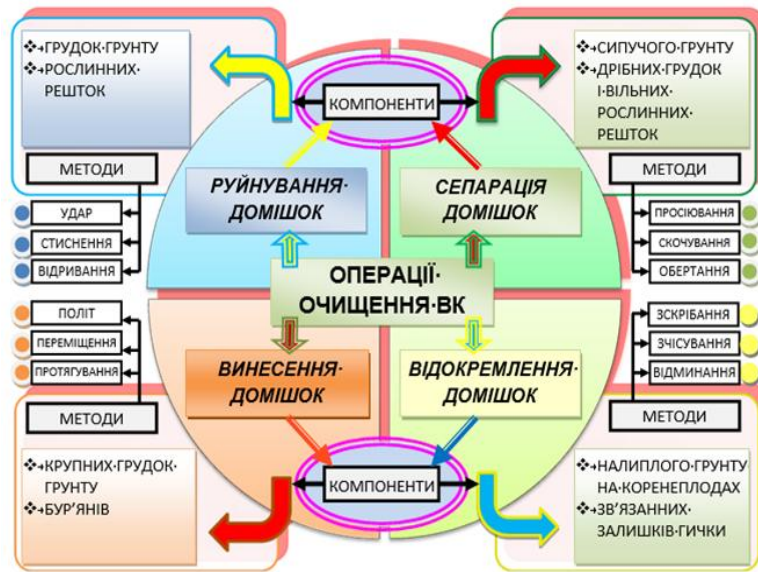 ❖→ГРУДОК·ГРУНТУ
❖→РОСЛИННИХ·
РЕШТОК
МЕТОДИ
УДАР
СТИСНЕННЯ
ВІДРИВАННЯ
КОМПОНЕНТИ
❖→СИПУЧОГО·ГРУНТУ
❖→ДРІБНИХ·ГРУДОК
І·ВІЛЬНИХ·
РОСЛИННИХ·
РЕШТОК
МЕТОДИ
ПРОСІЮВАННЯ
СКОЧУВАННЯ
ОБЕРТАННЯ
РУЙНУВАННЯ·
ДОМІШОК
СЕПАРАЦІЯ
ДОМІШОК
ОПЕРАЦІЇ·
ОЧИЩЕННЯ·ВК
ВИНЕСЕННЯ·
ДОМІШОК
ВІДОКРЕМЛЕННЯ·
ДОМІШОК
ПОЛІТ
ПЕРЕМІЩЕННЯ
ПРОТЯГУВАННЯ
МЕТОДИ
❖→КРУПНИХ·ГРУДОК·
ГРУНТУ
❖→БУР’ЯНІВ
КОМПОНЕНТИ
ЗСКРІБАННЯ
ЗЧІСУВАННЯ
ВІДМИНАННЯ
МЕТОДИ
❖→НАЛИПЛОГО·ГРУНТУ
НА·КОРЕНЕПЛОДАХ
❖→ЗВ’ЯЗАННИХ·
ЗАЛИШКІВ·ГИЧКИ